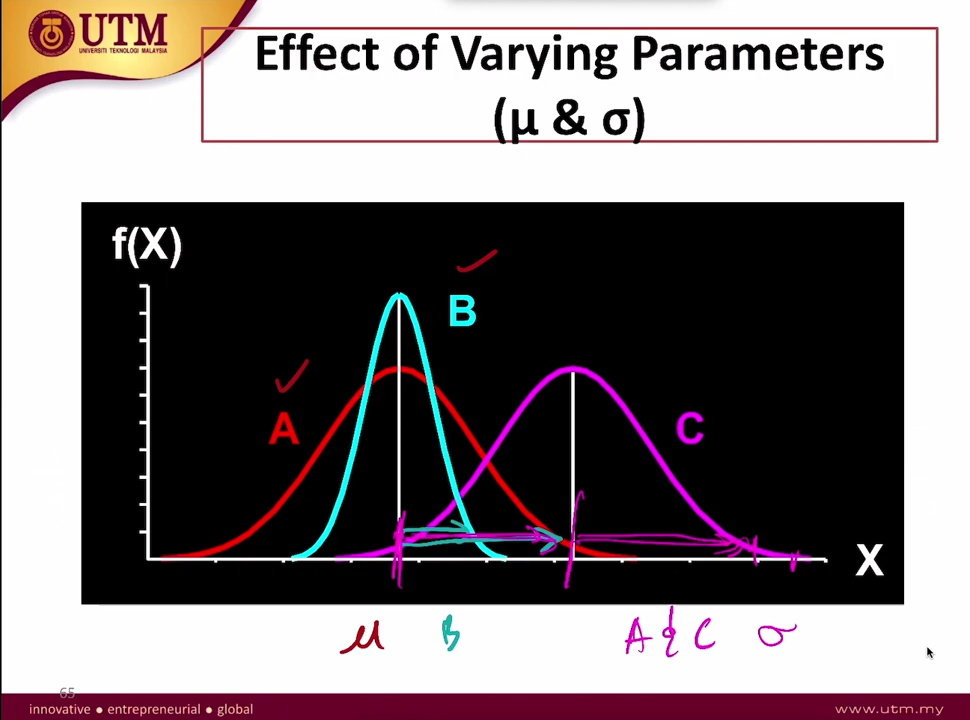 UTM
UNIVERSITI TEKNOLOGI MALAYSIA
Effect of Varying Parameters
(μ & σ)
f(X)
B
A
C
X
μ B A & C σ
65
innovative ● entrepreneurial ● global
www.utm.my